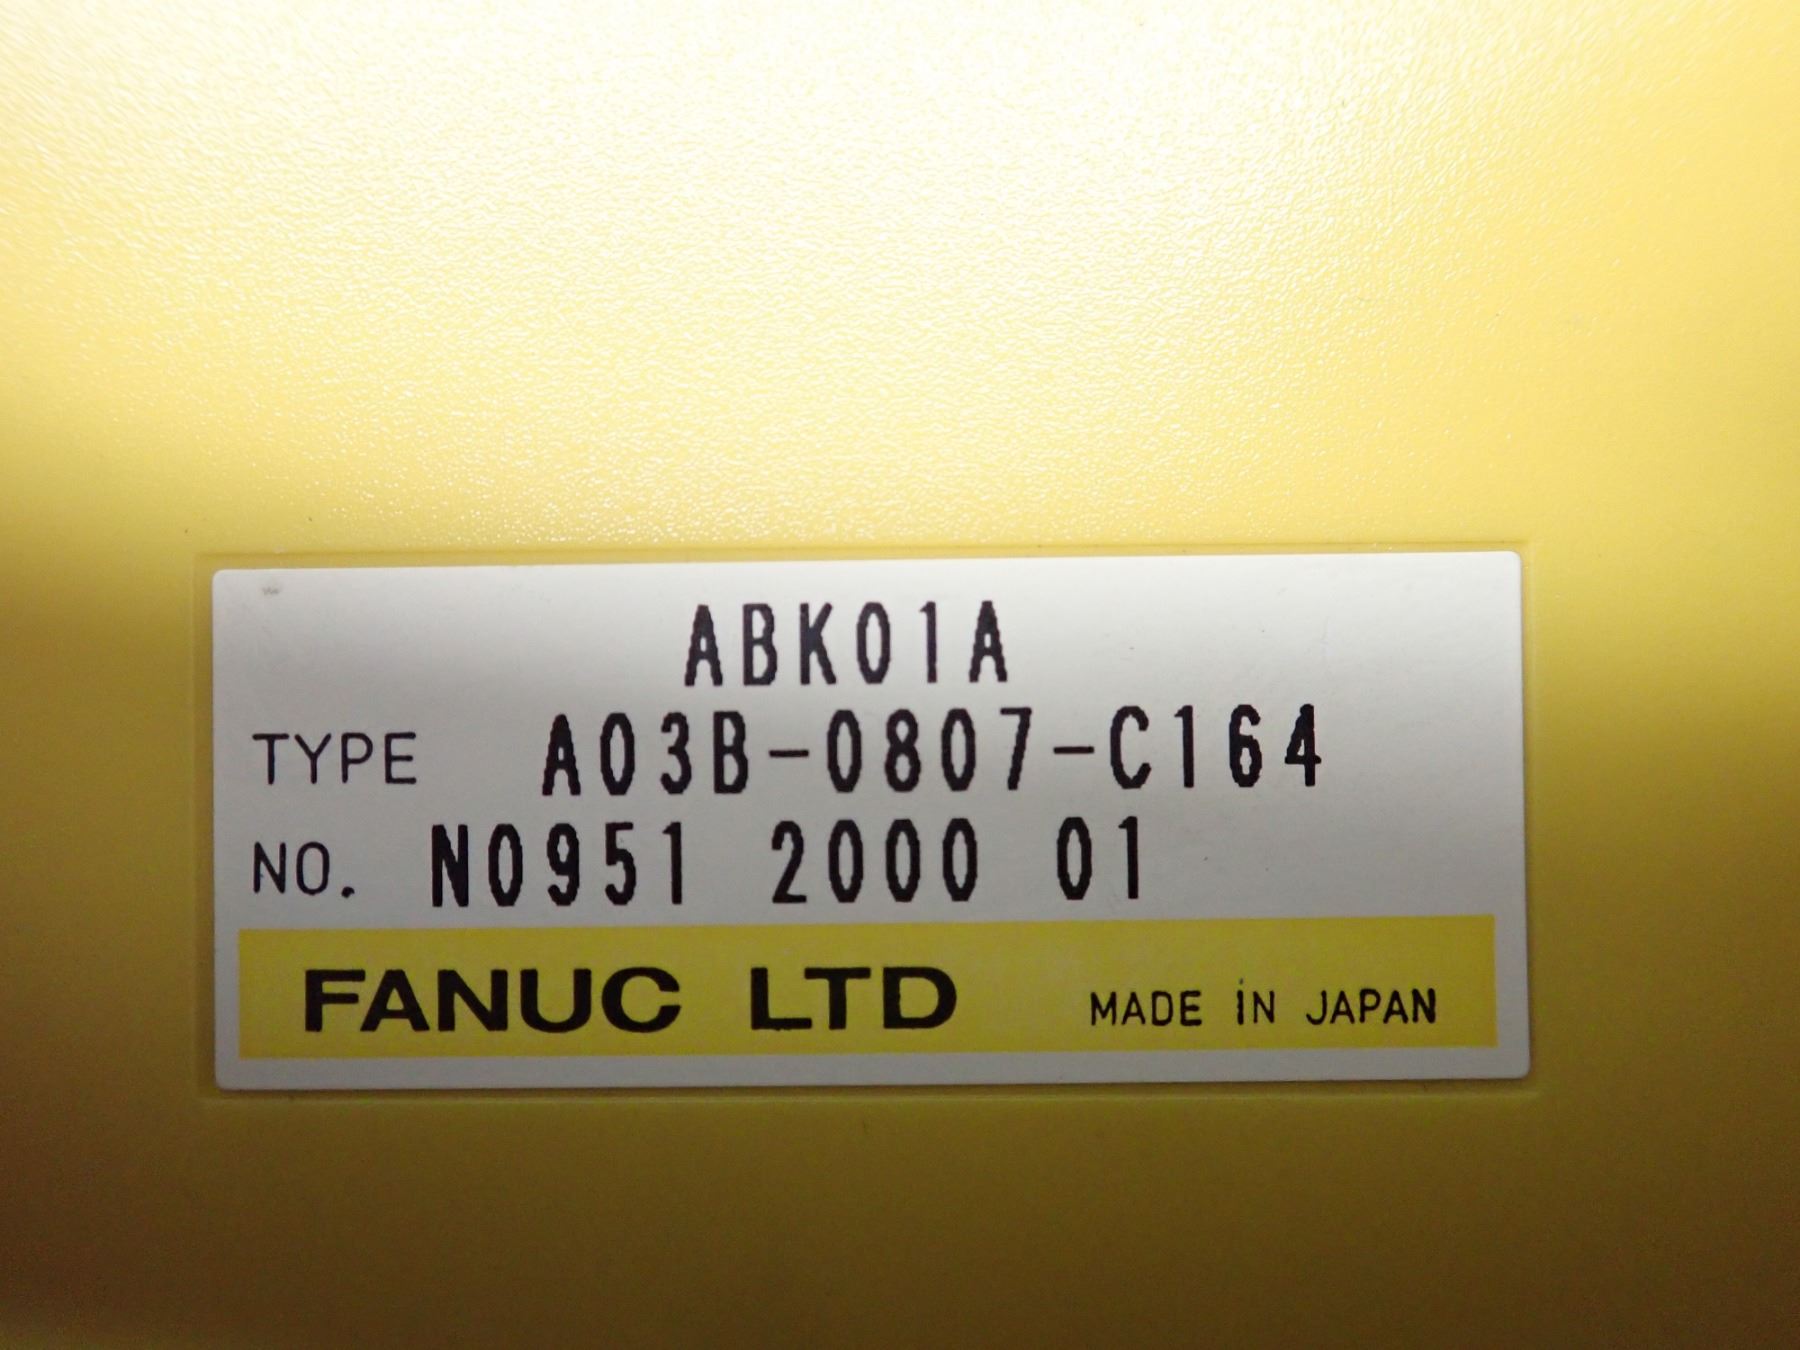 ABK01A
TYPE A03B-0807-C164
NO. N0951 2000 01
FANUC LTD MADE iN JAPAN